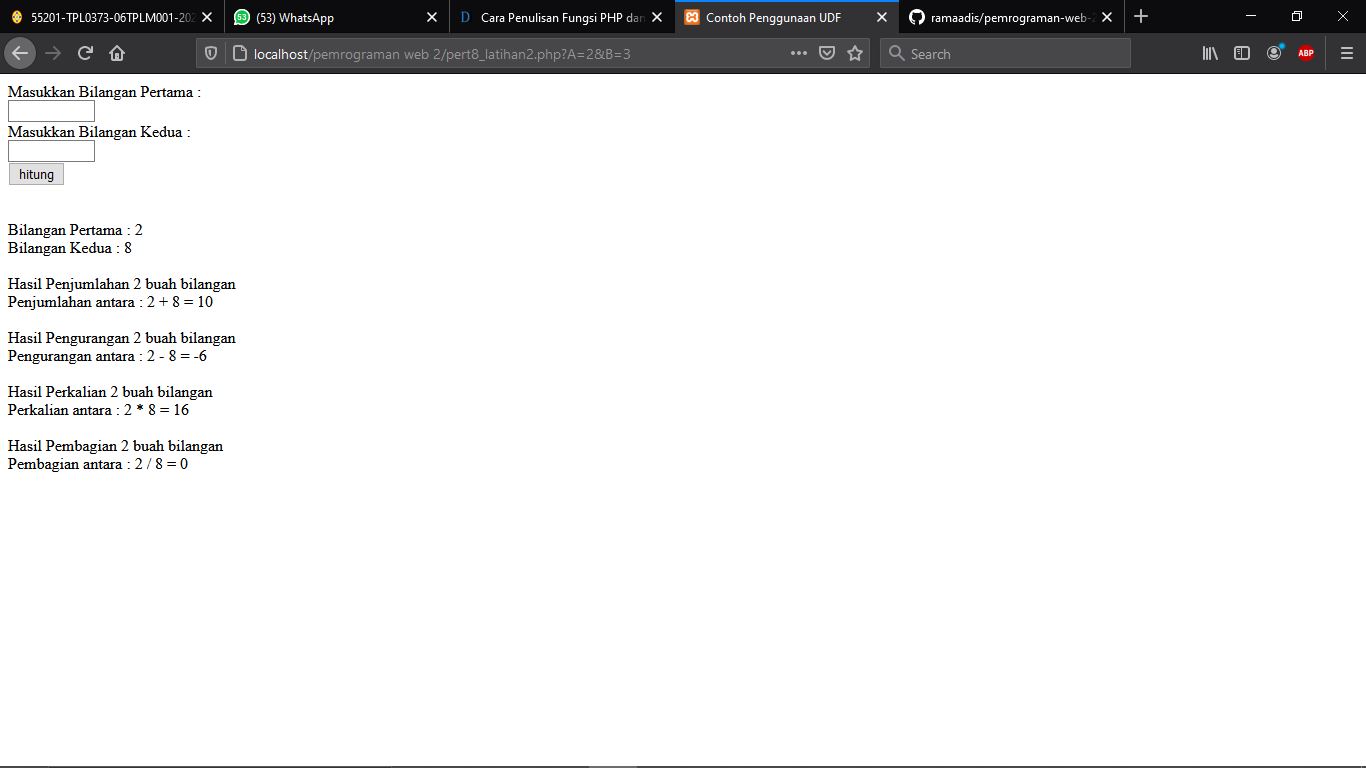 55201-TPL0373-06TPLM001-202
(53) WhatsApp
Cara Penulisan Fungsi PHP dan
Contoh Penggunaan UDF
ramaadis/pemrograman-web-2
localhost/pemrograman web 2/pert8_latihan2.php?A=2&B=3
Search
ABP
Masukkan Bilangan Pertama :
Masukkan Bilangan Kedua :
hitung
Bilangan Pertama : 2
Bilangan Kedua : 8
Hasil Penjumlahan 2 buah bilangan
Penjumlahan antara : 2 + 8 = 10
Hasil Pengurangan 2 buah bilangan
Pengurangan antara : 2 - 8 = -6
Hasil Perkalian 2 buah bilangan
Perkalian antara : 2 * 8 = 16
Hasil Pembagian 2 buah bilangan
Pembagian antara : 2 / 8 = 0